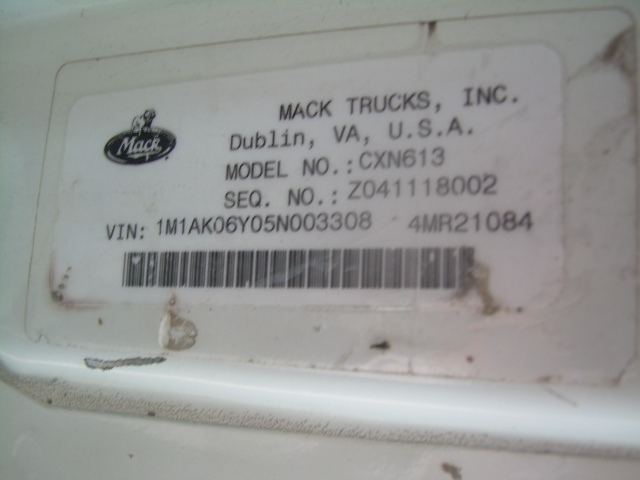 Mack
MACK TRUCKS, INC.
Dublin, VA, U.S.A.
MODEL NO.: CXN613
SEQ. NO.: Z041118002
VIN: 1M1AK06Y05N003308 4MR21084